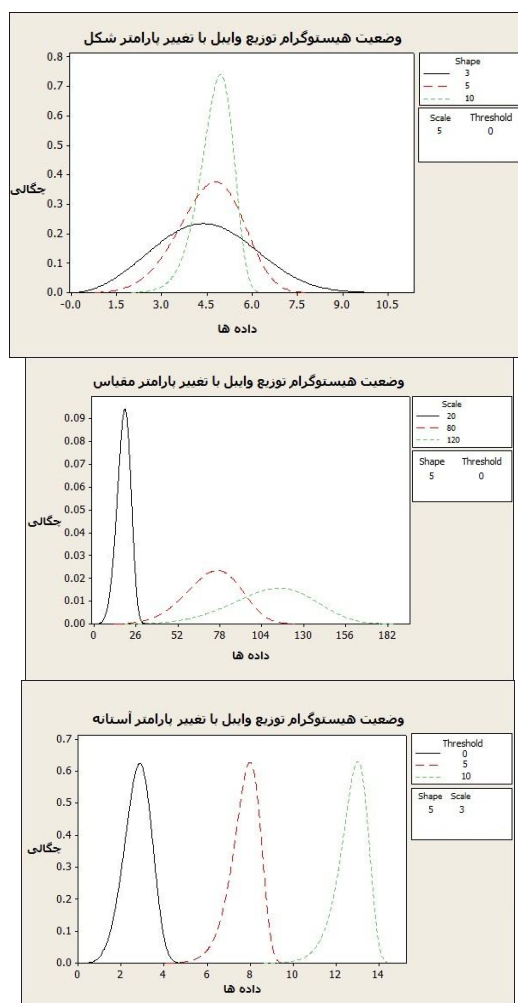 وضعیت هیستوگرام توزیع وایبل با تغییر پارامتر شکل
0.8
0.7
0.6
0.5
0.4
0.3
0.2
0.1
0.0
چگالی
-0.0 1.5 3.0 4.5 6.0 7.5 9.0 10.5
داده ها
Shape
3
5
10
Scale Threshold
5 0
وضعیت هیستوگرام توزیع وایبل با تغییر پارامتر مقیاس
0.09
0.08
0.07
0.06
0.05
0.04
0.03
0.02
0.01
0.00
چگالی
0 26 52 78 104 130 156 182
داده ها
Scale
20
80
120
Shape Threshold
5 0
وضعیت هیستوگرام توزیع وایبل با تغییر پارامتر آستانه
0.7
0.6
0.5
0.4
0.3
0.2
0.1
0.0
چگالی
0 2 4 6 8 10 12 14
داده ها
Threshold
0
5
10
Shape Scale
5 3